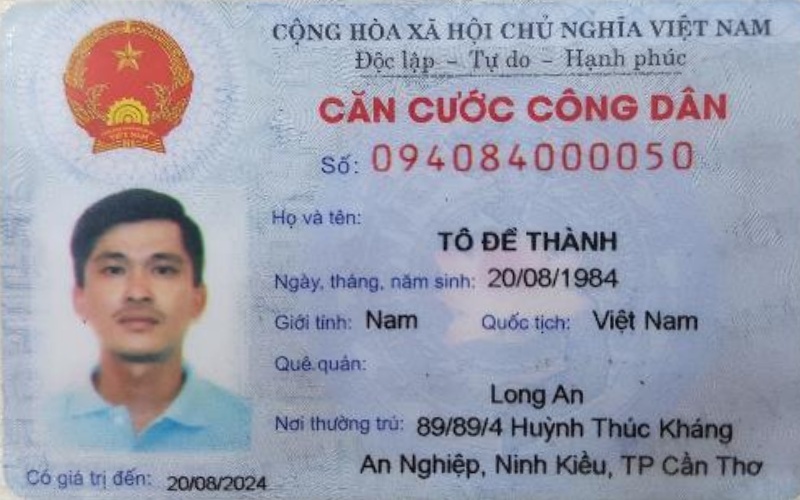 CỘNG HÒA XÃ HỘI CHỦ NGHĨA VIỆT NAM
Độc lập – Tự do – Hạnh phúc
CĂN CƯỚC CÔNG DÂN
Số: 094084000050
Họ và tên:
TÔ ĐỂ THÀNH
Ngày, tháng, năm sinh: 20/08/1984
Giới tính: Nam Quốc tịch: Việt Nam
Quê quán:
Long An
Nơi thường trú: 89/89/4 Huỳnh Thúc Kháng
An Nghiệp, Ninh Kiều, TP Cần Thơ
Có giá trị đến: 20/08/2024